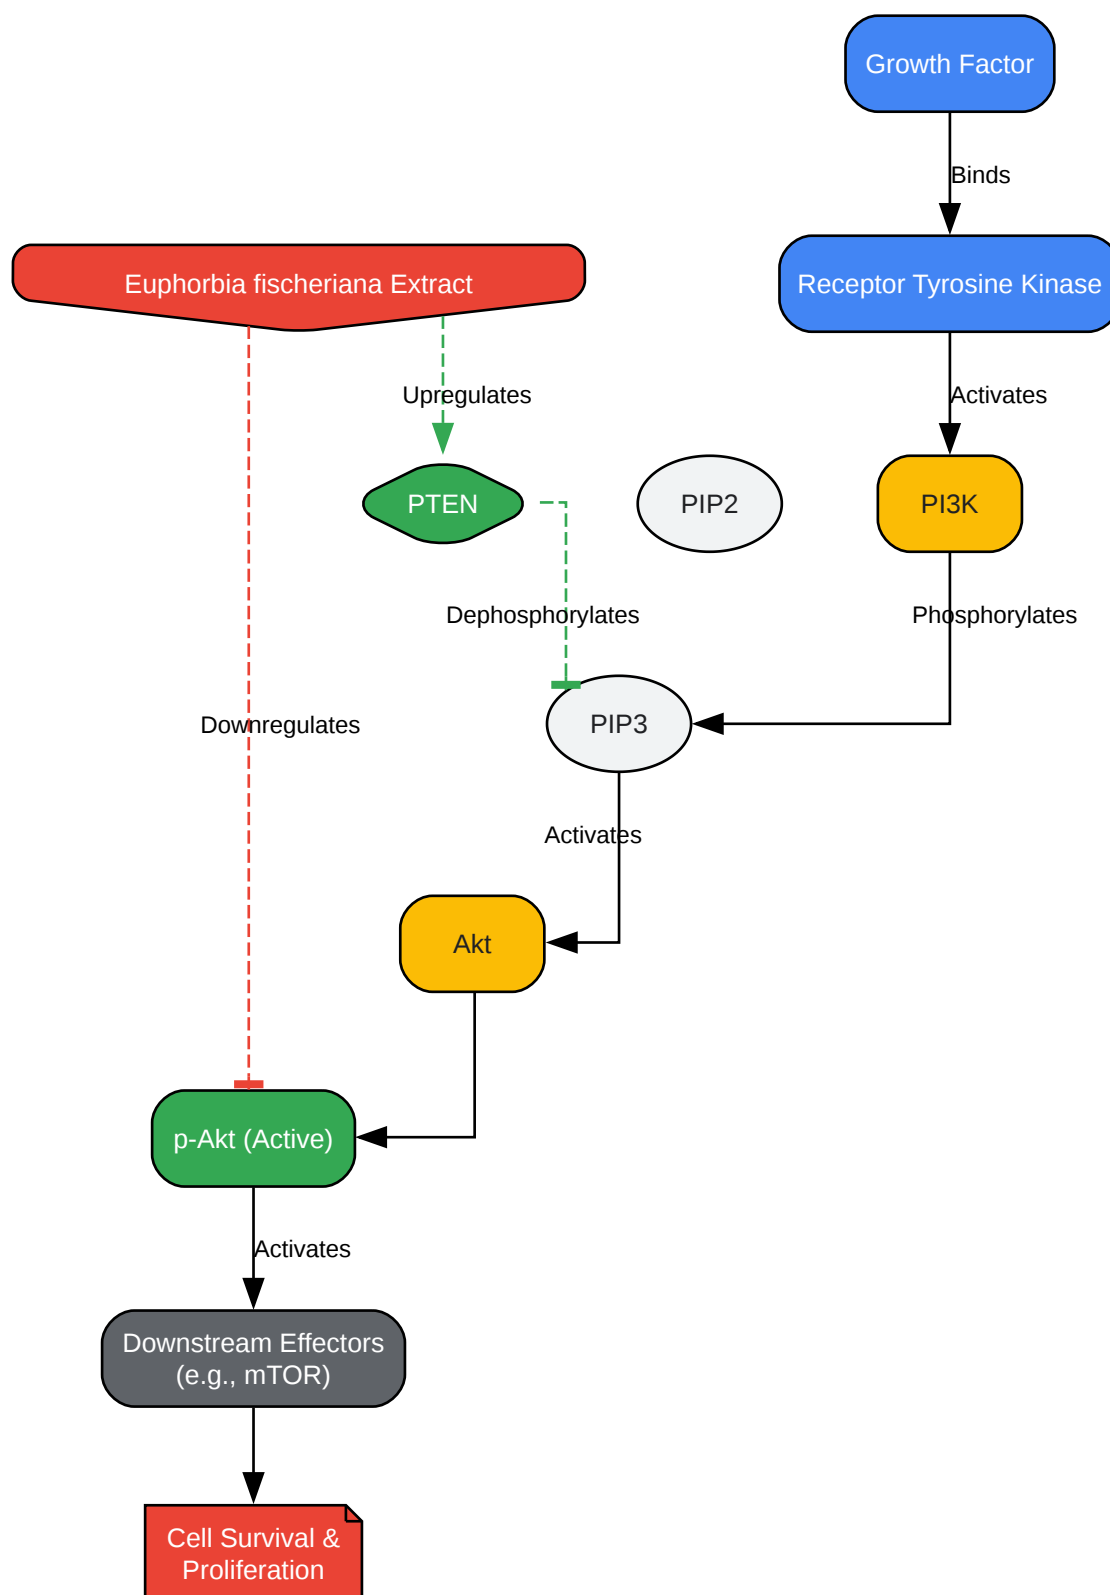 Growth Factor
Binds
Euphorbia fischeriana Extract
Receptor Tyrosine Kinase
Upregulates
Activates
PTEN
PIP2
PI3K
Dephosphorylates
Phosphorylates
Downregulates
PIP3
Activates
Akt
p-Akt (Active)
Activates
Downstream Effectors
(e.g., mTOR)
Cell Survival &
Proliferation